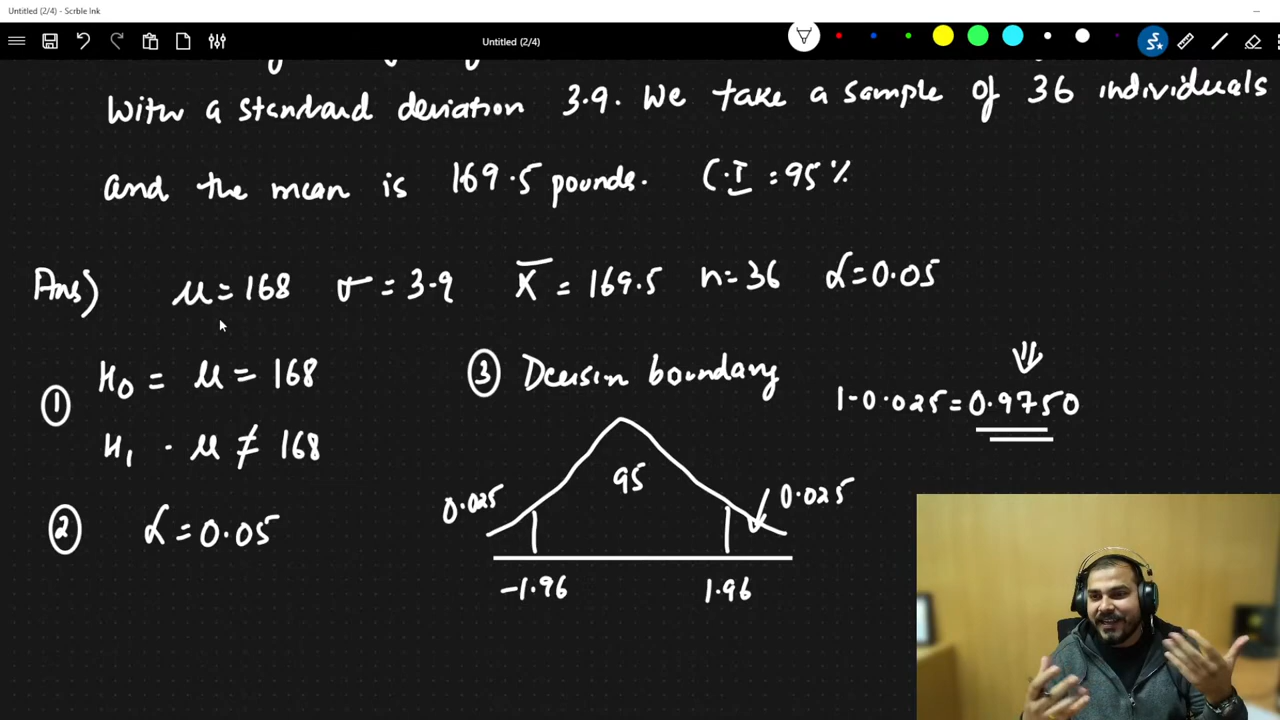 Untitled (2/4) - Scrble Ink
Untitled (2/4)
With a standard deviation 3.9. We take a sample of 36 individuals
and the mean is 169.5 pounds. C.I = 95 %
Ans) μ = 168 σ = 3.9 X̅ = 169.5 n = 36 α = 0.05
① H₀ = μ = 168
H₁ - μ ≠ 168
② α = 0.05
③ Decision boundary
1-0.025 = 0.9750
95
0.025
0.025
-1.96 1.96